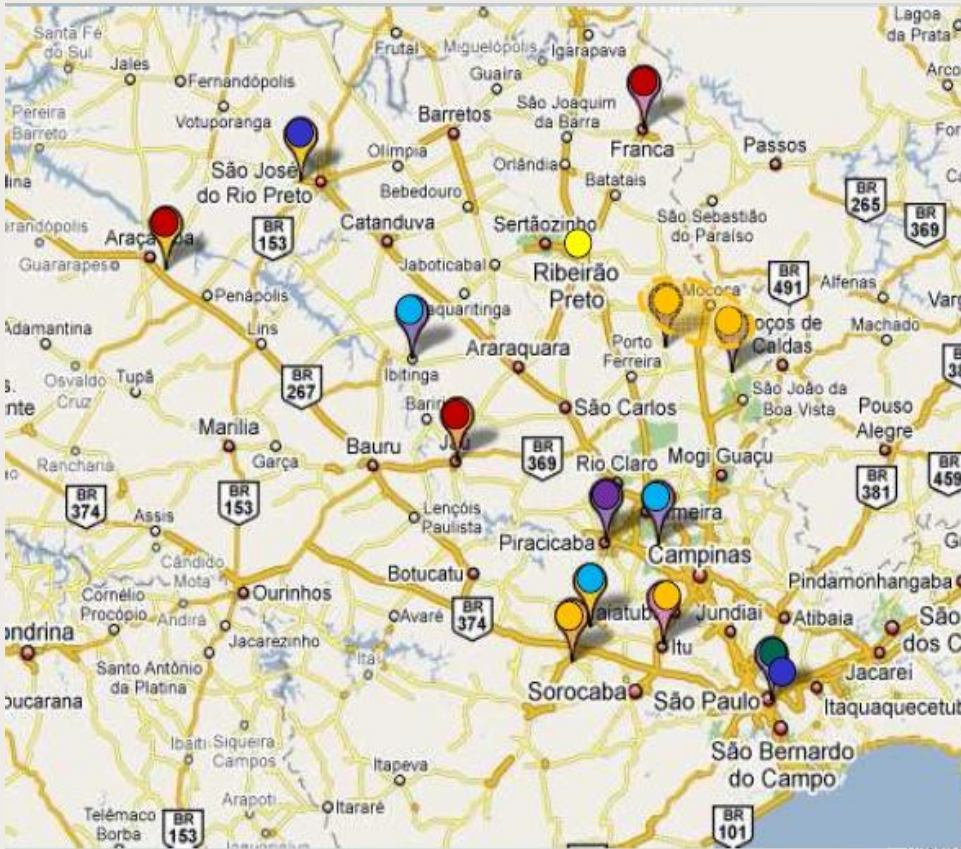 Santa Fé
do Sul
Jales
Fernandópolis
Frutal
Miguelópolis
Igarapava
Guaíra
Lagoa
da Prata
Pereira
Barreto
Votuporanga
Barretos
São Joaquim
da Barra
Franca
Passos
São José
do Rio Preto
Olímpia
Bebedouro
Orlândia
Batatais
BR
265
BR
369
BR
153
Catanduva
Sertãozinho
São Sebastião
do Paraíso
Guararapes
Jaboticabal
Ribeirão
Preto
BR
491
Alfenas
Penápolis
Mococa
Adamantina
Lins
Araraquara
Porto
Ferreira
Caldas
Machado
Osvaldo
Cruz
Tupã
BR
267
Ibitinga
São João da
Boa Vista
São Carlos
Pouso
Alegre
Marília
Garça
Bauru
Jaú
BR
369
Rio Claro
Mogi Guaçu
Rancharia
BR
374
BR
153
BR
381
BR
459
Assis
Lençóis
Paulista
Piracicaba
Campinas
Cândido
Mota
Cornélio
Procópio
Andirá
Ourinhos
Botucatu
Avaré
BR
374
Jundiaí
Atibaia
Pindamonhangaba
Jacarezinho
Itu
São
dos C
Santo Antônio
da Platina
Itaí
Sorocaba
São Paulo
Jacareí
Itaquaquecetub
Ibaiti
Siqueira
Campos
São Bernardo
do Campo
Itapeva
Arapoti
Itararé
Telêmaco
Borba
BR
153
BR
101